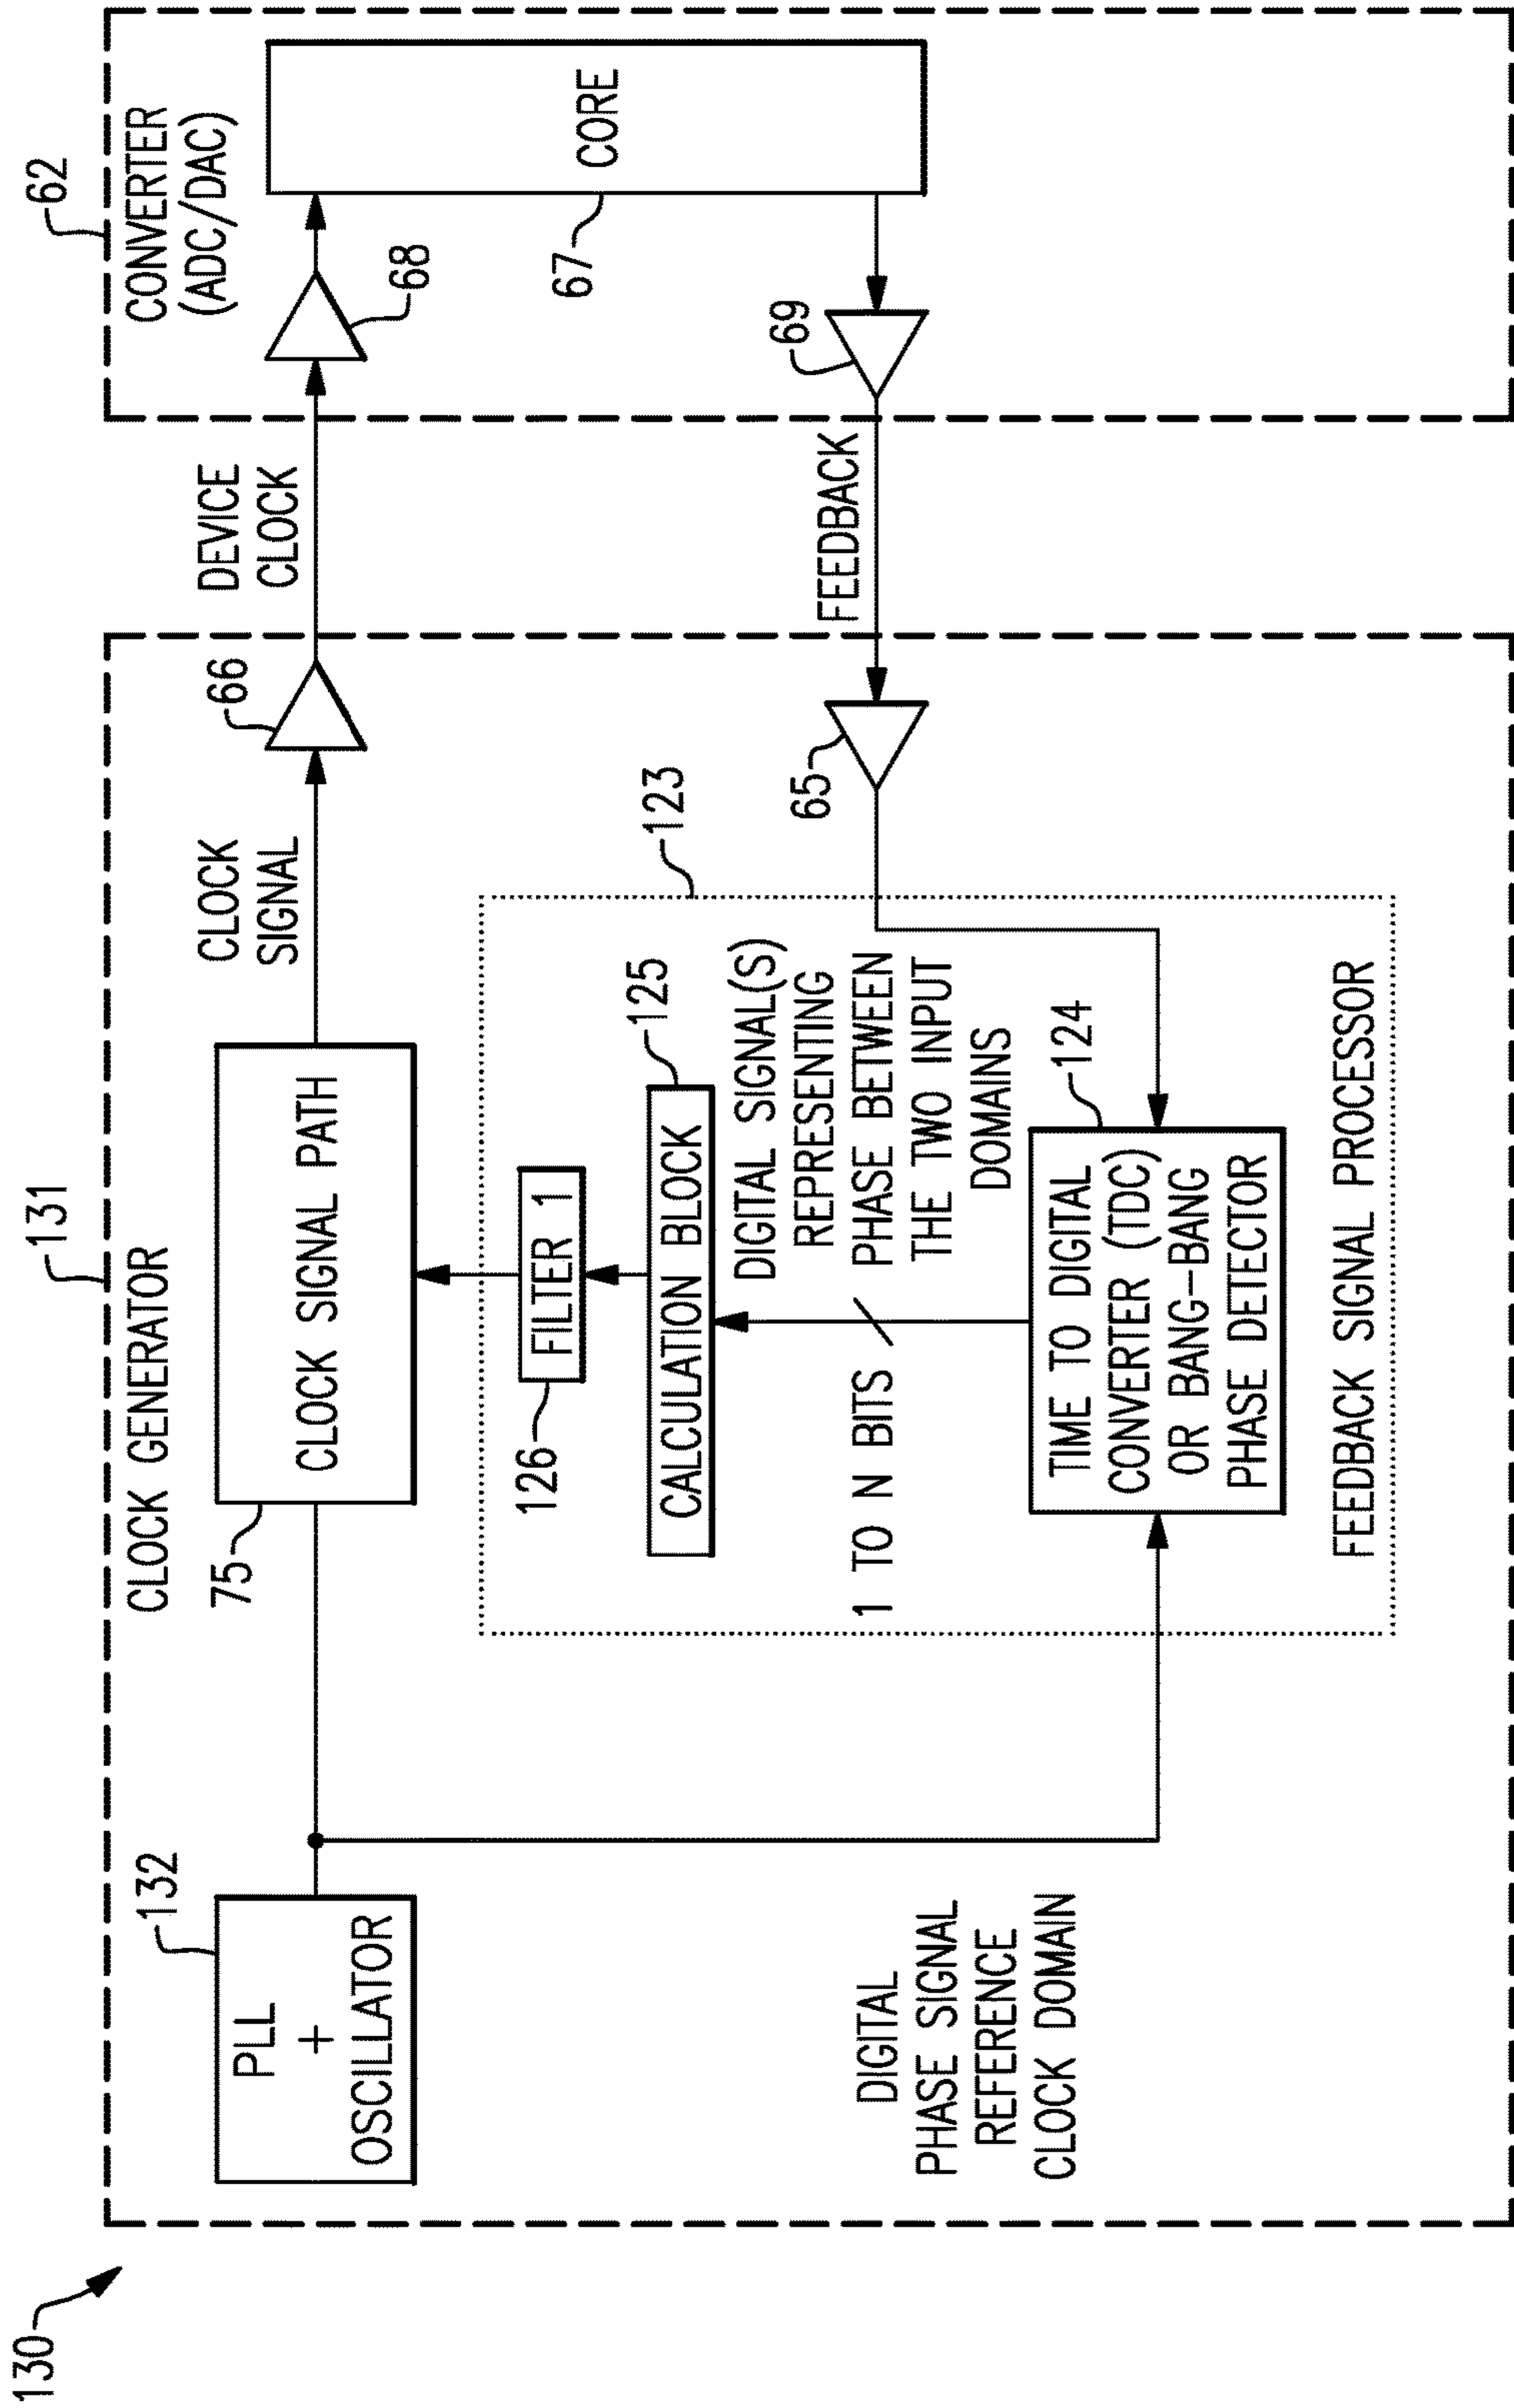 130
131
CLOCK GENERATOR
132
PLL
+
OSCILLATOR
75
CLOCK SIGNAL PATH
CLOCK
SIGNAL
66
DEVICE
CLOCK
62
CONVERTER
(ADC/DAC)
68
CORE
67
69
FEEDBACK
65
123
126
FILTER 1
125
CALCULATION BLOCK
1 TO N BITS
DIGITAL SIGNAL(S)
REPRESENTING
PHASE BETWEEN
THE TWO INPUT
DOMAINS
124
TIME TO DIGITAL
CONVERTER (TDC)
OR BANG-BANG
PHASE DETECTOR
FEEDBACK SIGNAL PROCESSOR
DIGITAL
PHASE SIGNAL
REFERENCE
CLOCK DOMAIN